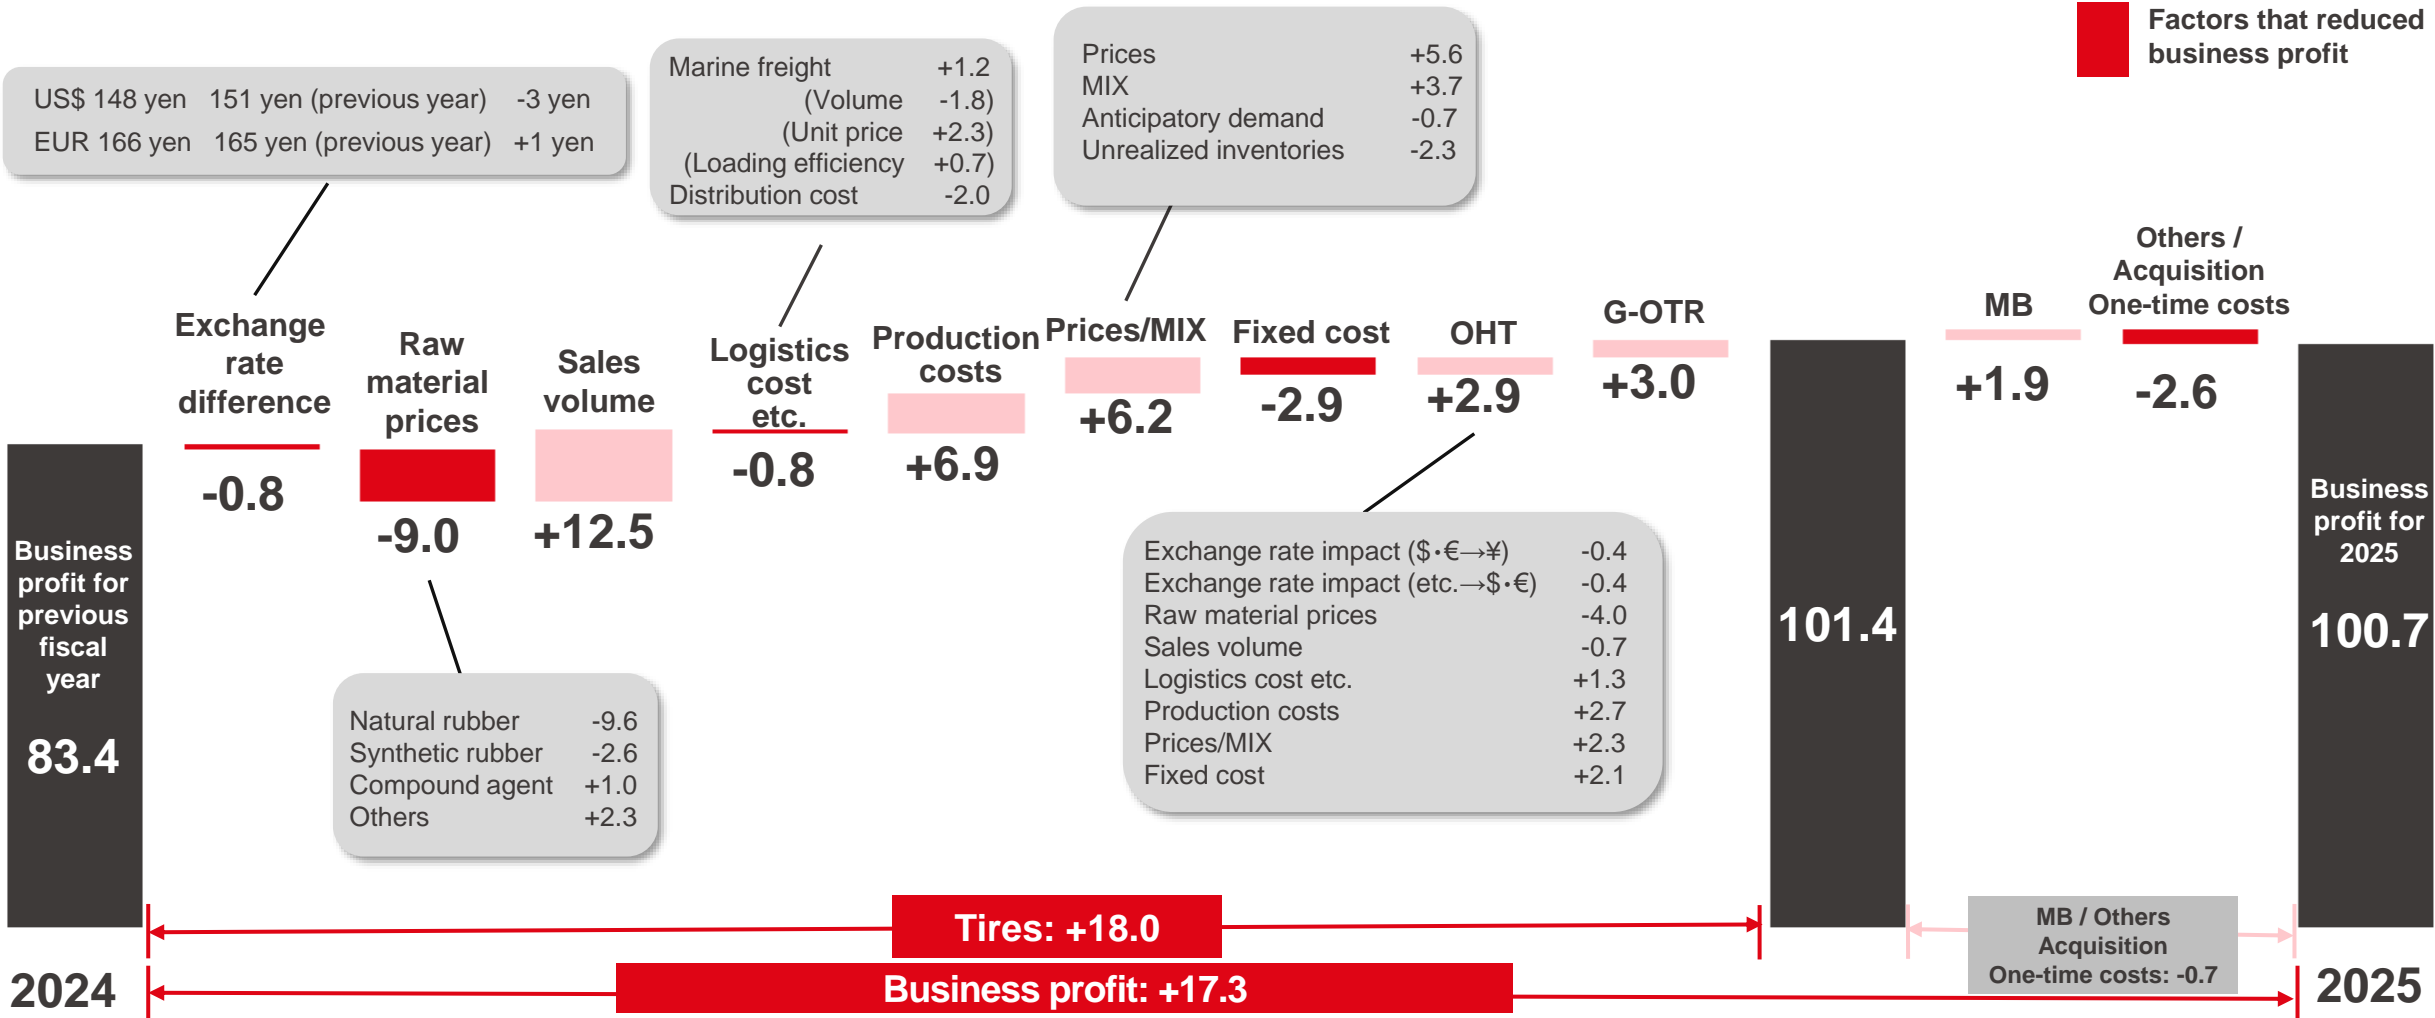 Factors that reduced
business profit
US$ 148 yen 151 yen (previous year) -3 yen
EUR 166 yen 165 yen (previous year) +1 yen
Marine freight +1.2
(Volume -1.8)
(Unit price +2.3)
(Loading efficiency +0.7)
Distribution cost -2.0
Prices +5.6
MIX +3.7
Anticipatory demand -0.7
Unrealized inventories -2.3
Exchange
rate
difference
-0.8
Raw
material
prices
-9.0
Sales
volume
+12.5
Logistics
cost
etc.
-0.8
Production
costs
+6.9
Prices/MIX
+6.2
Fixed cost
-2.9
OHT
+2.9
G-OTR
+3.0
MB
+1.9
Others /
Acquisition
One-time costs
-2.6
Business
profit for
previous
fiscal
year
83.4
Natural rubber -9.6
Synthetic rubber -2.6
Compound agent +1.0
Others +2.3
Exchange rate impact ($・€→¥) -0.4
Exchange rate impact (etc.→$・€) -0.4
Raw material prices -4.0
Sales volume -0.7
Logistics cost etc. +1.3
Production costs +2.7
Prices/MIX +2.3
Fixed cost +2.1
101.4
Business
profit for
2025
100.7
Tires: +18.0
MB / Others
Acquisition
One-time costs: -0.7
2024
Business profit: +17.3
2025